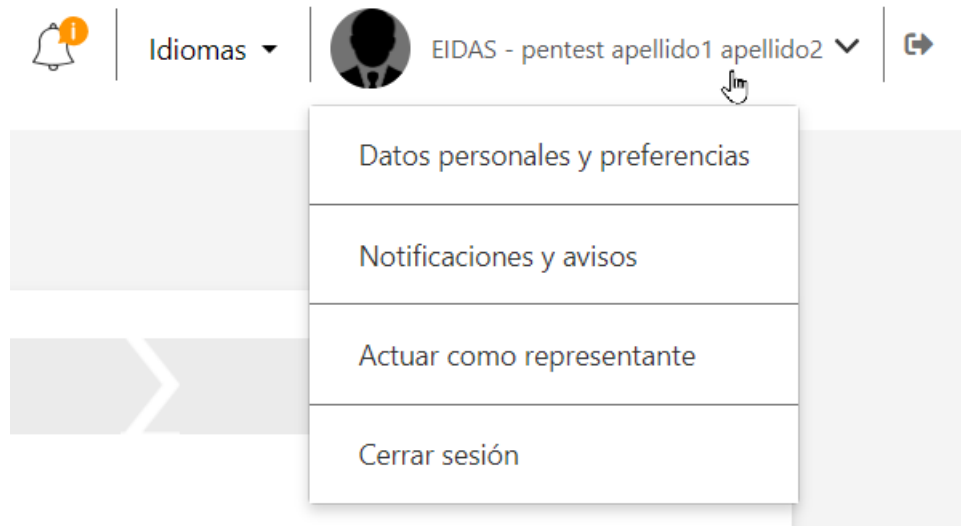 i
Idiomas
EIDAS - pentest apellido1 apellido2
Datos personales y preferencias
Notificaciones y avisos
Actuar como representante
Cerrar sesión